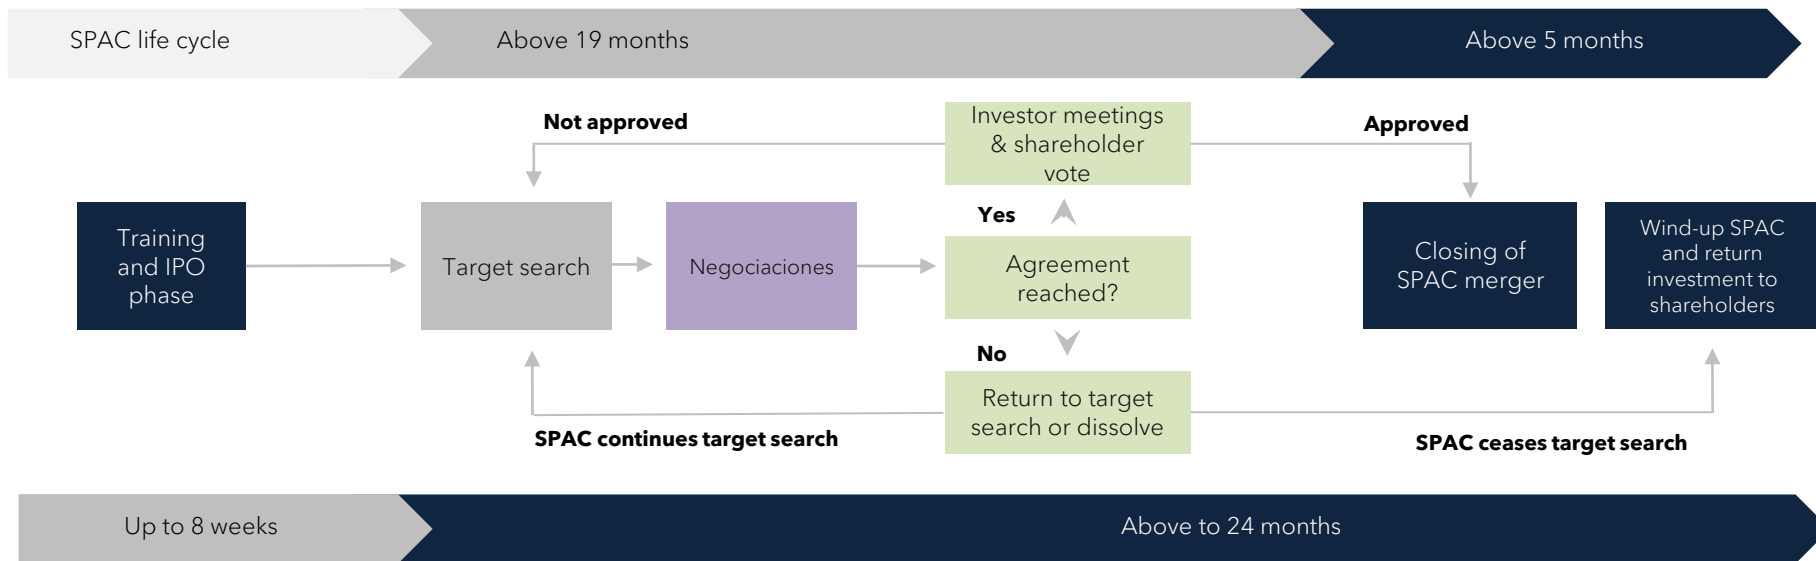 SPAC life cycle
Above 19 months
Above 5 months
Not approved
Investor meetings
& shareholder
vote
Approved
Training
and IPO
phase
Target search
Negociaciones
Yes
Agreement
reached?
No
Closing of
SPAC merger
Wind-up SPAC
and return
investment to
shareholders
Return to target
search or dissolve
SPAC continues target search
SPAC ceases target search
Up to 8 weeks
Above to 24 months